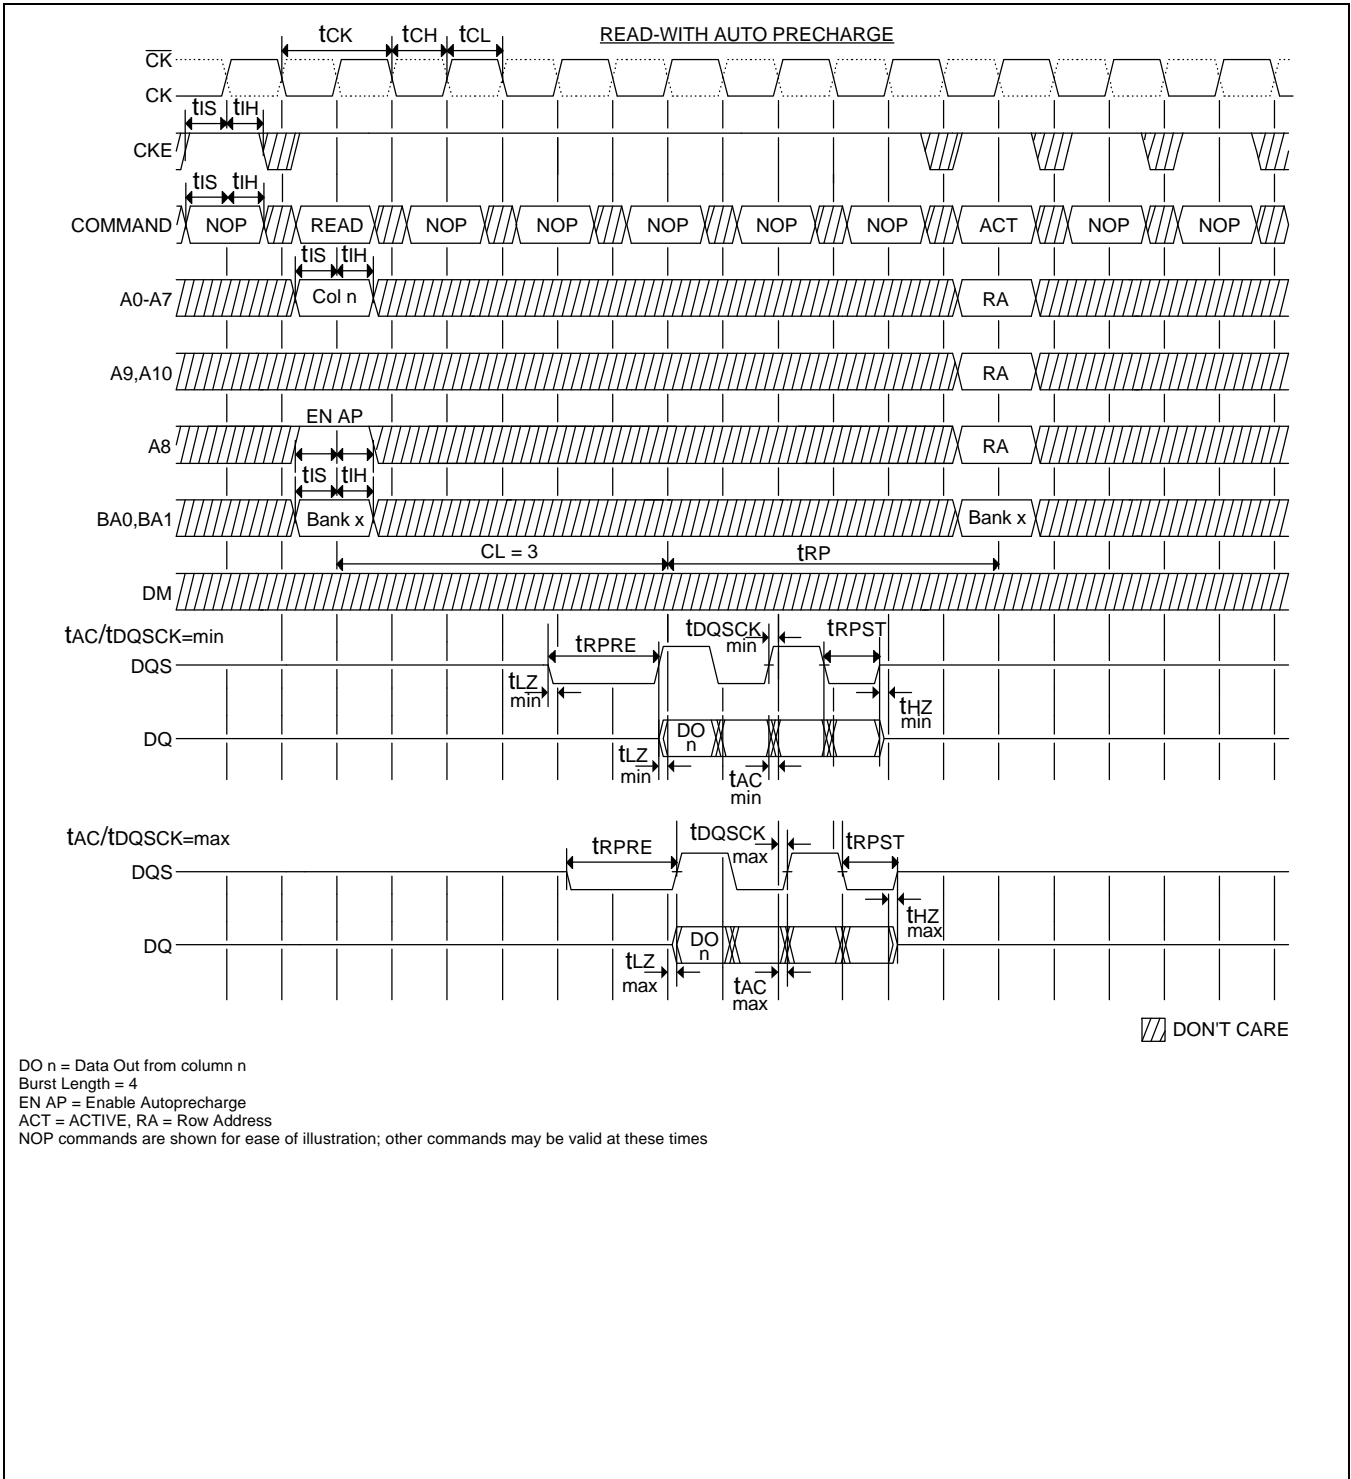 READ-WITH AUTO PRECHARGE
tCK tCH tCL
CK
CK
tIS tIH
CKE
tIS tIH
COMMAND NOP READ NOP NOP NOP NOP NOP ACT NOP NOP
tIS tIH
A0-A7 Col n RA
A9,A10 RA
EN AP
A8 RA
tIS tIH
BA0,BA1 Bank x Bank x
CL = 3 tRP
DM
tAC/tDQSCK=min
tRPRE tDQSCK min tRPST
DQS
tLZ min tHZ min
DQ DO n
tLZ min tAC min
tAC/tDQSCK=max
tRPRE tDQSCK max tRPST
DQS
tHZ max
DQ DO n
tLZ max tAC max
DON'T CARE
DO n = Data Out from column n
Burst Length = 4
EN AP = Enable Autoprecharge
ACT = ACTIVE, RA = Row Address
NOP commands are shown for ease of illustration; other commands may be valid at these times